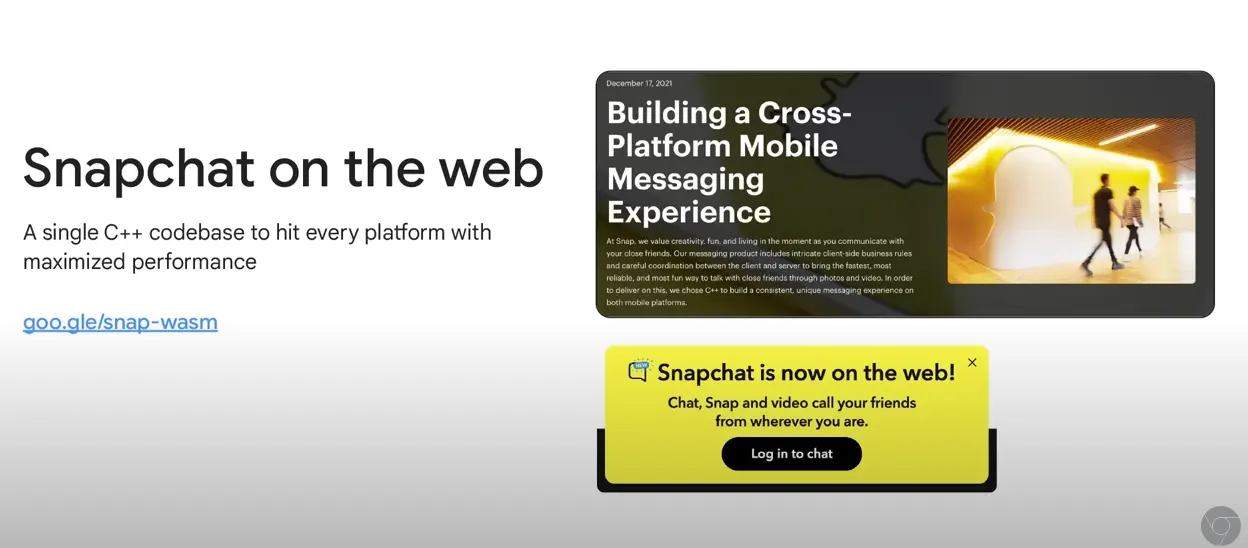 Snapchat on the web
A single C++ codebase to hit every platform with
maximized performance
goo.gle/snap-wasm
December 17, 2021
Building a Cross-
Platform Mobile
Messaging
Experience
At Snap, we value creativity, fun, and living in the moment as you communicate with
your close friends. Our messaging product includes intricate client-side business rules
and careful coordination between the client and server to bring the fastest, most
reliable, and most fun way to talk with close friends through photos and video. In order
to deliver on this, we chose C++ to build a consistent, unique messaging experience on
both mobile platforms.
NEW
Snapchat is now on the web!
Chat, Snap and video call your friends
from wherever you are.
Log in to chat